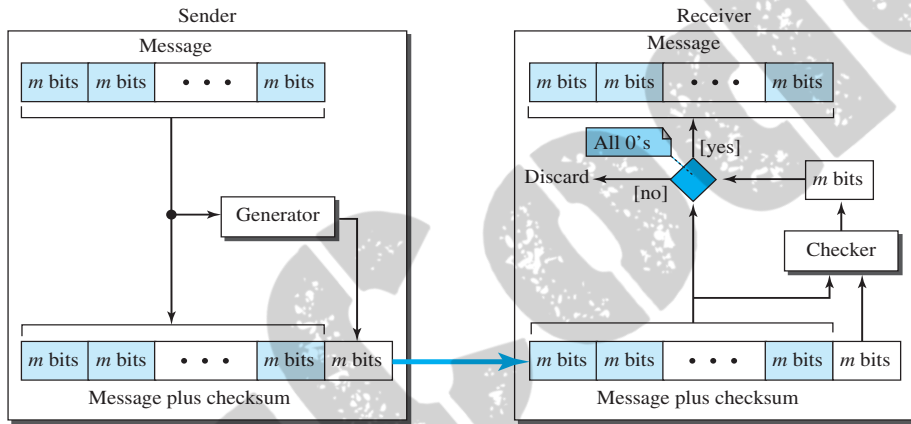 Sender
Message
m bits m bits • • • m bits
Generator
m bits m bits • • • m bits m bits
Message plus checksum
Receiver
Message
m bits m bits • • • m bits
All 0's
[yes]
Discard
[no]
m bits
Checker
m bits m bits • • • m bits m bits
Message plus checksum